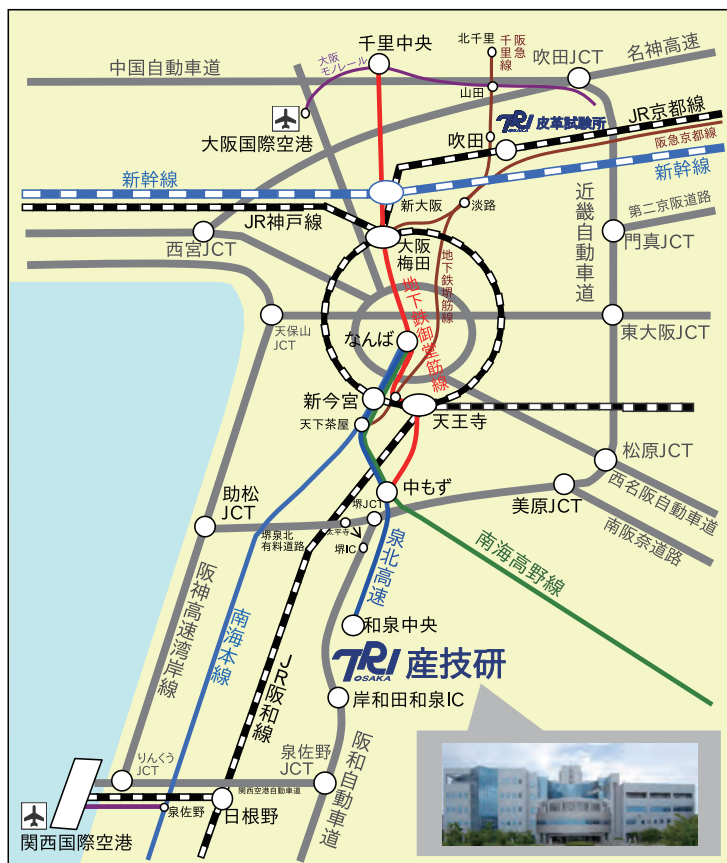 北千里
阪急
千里線
千里中央
大阪
モノレール
中国自動車道
吹田JCT
名神高速
山田
大阪国際空港
TRI 皮革試験所
吹田
JR京都線
阪急京都線
新幹線
新幹線
新大阪
淡路
JR神戸線
近畿自動車道
第二京阪道路
西宮JCT
大阪
梅田
門真JCT
地下鉄堺筋線
地下鉄御堂筋線
天保山
JCT
なんば
東大阪JCT
新今宮
天王寺
天下茶屋
松原JCT
西名阪自動車道
中もず
美原JCT
南阪奈道路
助松
JCT
堺JCT
太平寺
堺泉北
有料道路
堺IC
泉北高速
南海高野線
阪神高速湾岸線
南海本線
JR阪和線
和泉中央
TRI
OSAKA
産技研
岸和田和泉IC
阪和自動車道
りんくう
JCT
泉佐野
JCT
関西空港自動車道
泉佐野
日根野
関西国際空港